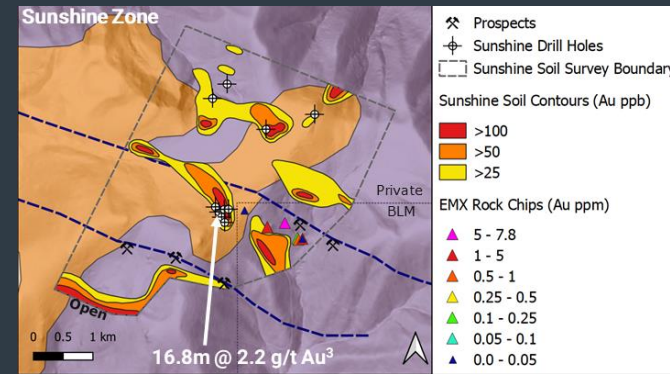 Sunshine Zone
Private
BLM
Open
0 0.5 1 km
16.8m @ 2.2 g/t Au³
Prospects
Sunshine Drill Holes
Sunshine Soil Survey Boundary
Sunshine Soil Contours (Au ppb)
>100
>50
>25
EMX Rock Chips (Au ppm)
5 - 7.8
1 - 5
0.5 - 1
0.25 - 0.5
0.1 - 0.25
0.05 - 0.1
0.0 - 0.05